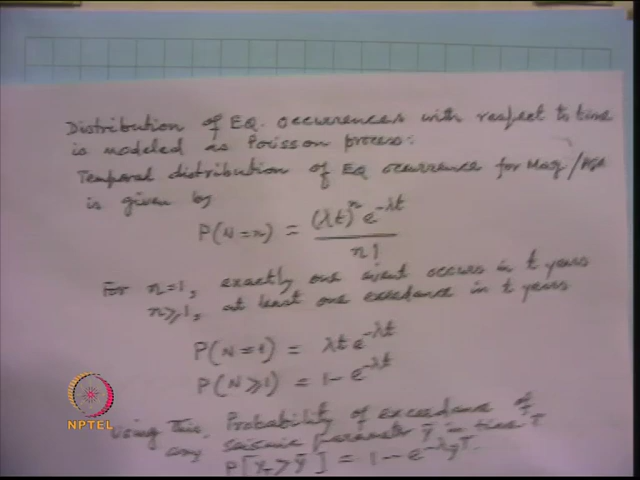 Distribution of EQ. occurrences with respect to time
is modeled as Poisson process:
Temporal distribution of EQ occurrence for Mag/PGA
is given by
P(N=n) = (λt)^n e^{-λt} / n!
For n=1, exactly one event occurs in t years
n≥1, at least one exceedance in t years
P(N=1) = λt e^{-λt}
P(N≥1) = 1 - e^{-λt}
Using this, Probability of exceedance of
any seismic parameter ȳ in time T
P[Y_T > ȳ] = 1 - e^{-λ_y T}
NPTEL